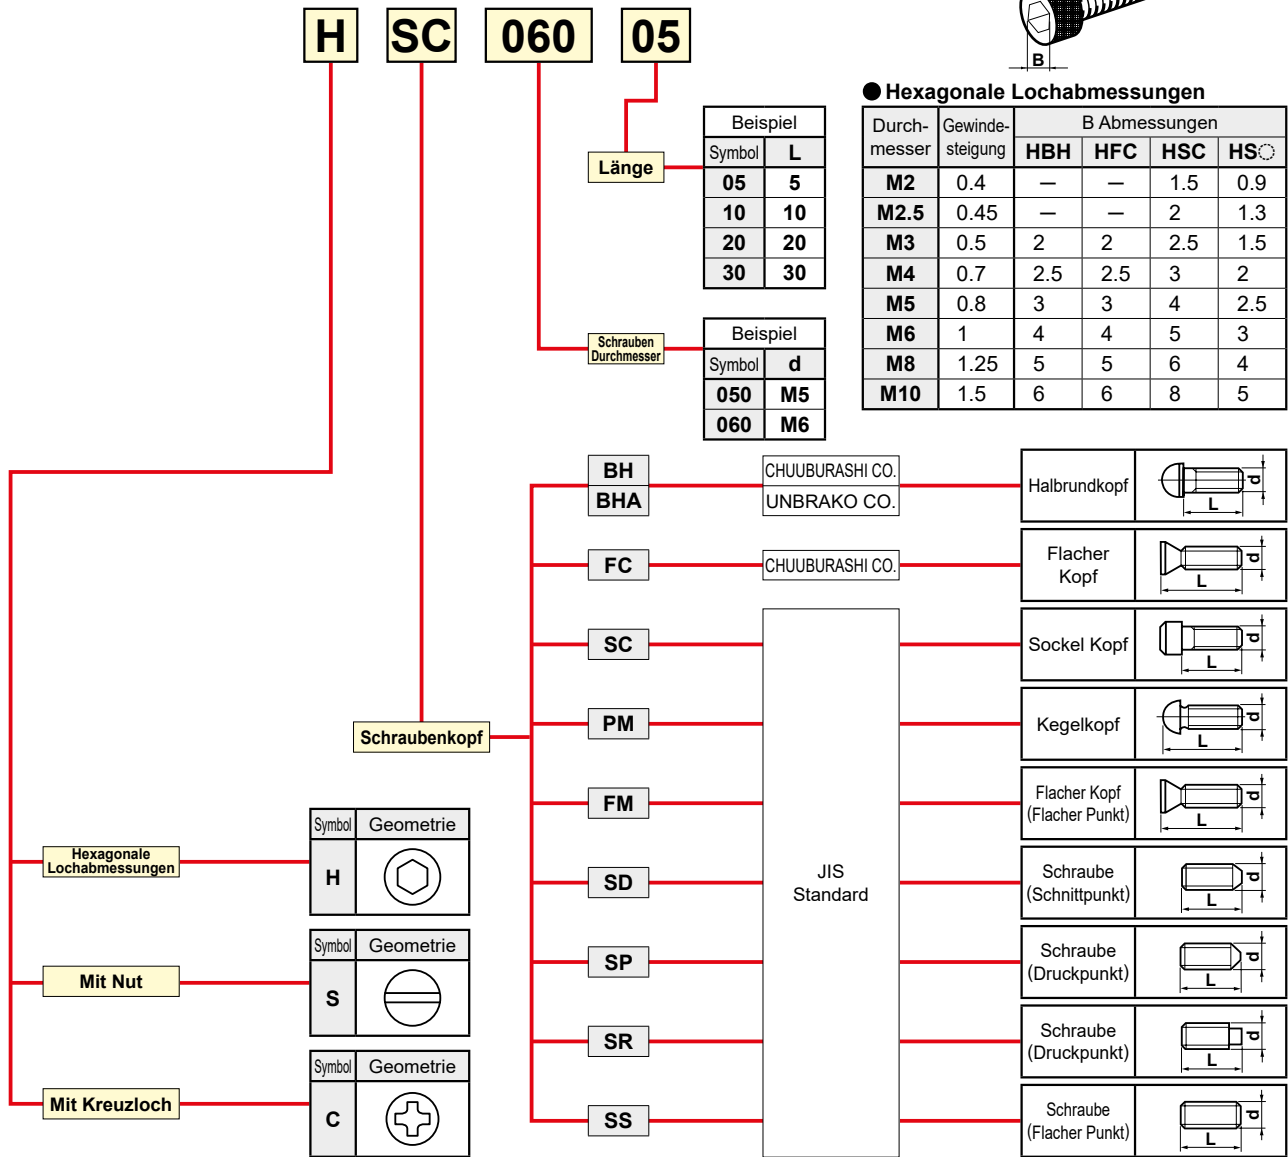 H SC 060 05
B
● Hexagonale Lochabmessungen
Durch-messer Gewinde-steigung B Abmessungen
HBH HFC HSC HS◌
M2 0.4 — — 1.5 0.9
M2.5 0.45 — — 2 1.3
M3 0.5 2 2 2.5 1.5
M4 0.7 2.5 2.5 3 2
M5 0.8 3 3 4 2.5
M6 1 4 4 5 3
M8 1.25 5 5 6 4
M10 1.5 6 6 8 5
Länge
Beispiel
Symbol L
05 5
10 10
20 20
30 30
Schrauben
Durchmesser
Beispiel
Symbol d
050 M5
060 M6
Schraubenkopf
BH CHUUBURASHI CO.
BHA UNBRAKO CO.
Halbrundkopf L d
FC CHUUBURASHI CO. Flacher
Kopf L d
JIS
Standard
SC Sockel Kopf L d
PM Kegelkopf L d
FM Flacher Kopf
(Flacher Punkt) L d
SD Schraube
(Schnittpunkt) L d
SP Schraube
(Druckpunkt) L d
SR Schraube
(Druckpunkt) L d
SS Schraube
(Flacher Punkt) L d
Hexagonale
Lochabmessungen
Symbol Geometrie
H
Mit Nut
Symbol Geometrie
S
Mit Kreuzloch
Symbol Geometrie
C